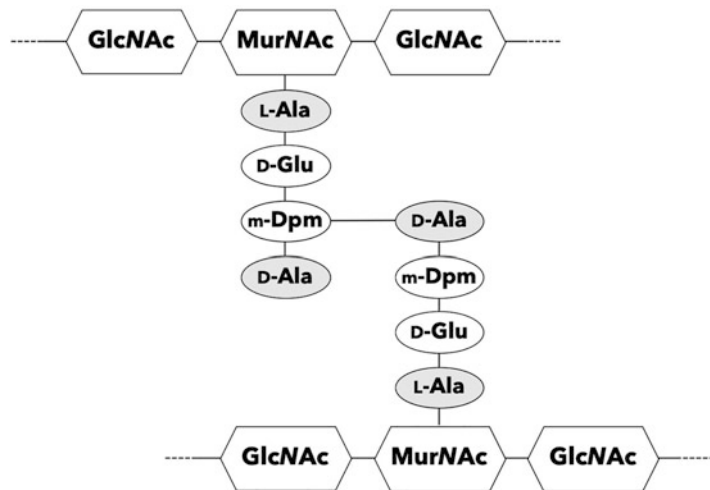 GlcNAc MurNAc GlcNAc
L-Ala
D-Glu
m-Dpm D-Ala
D-Ala m-Dpm
D-Glu
L-Ala
GlcNAc MurNAc GlcNAc